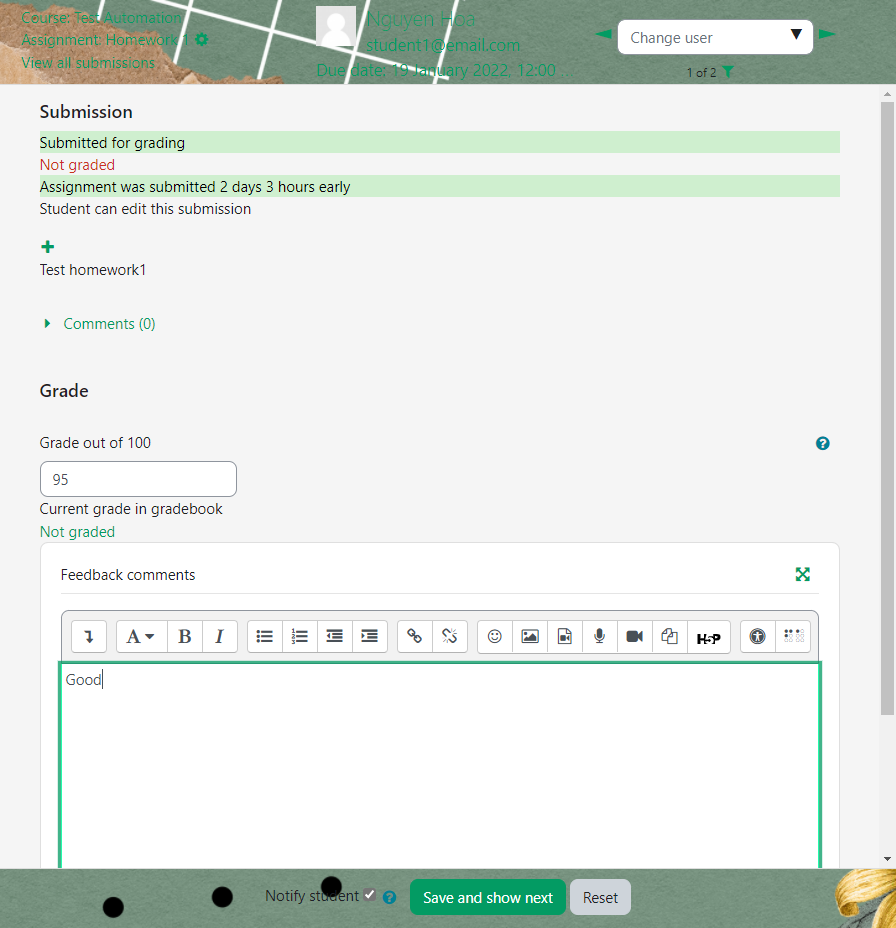 Course: Test Automation
Assignment: Homework 1
View all submissions
Nguyen Hoa
student1@email.com
Due date: 19 January 2022, 12:00
Change user
1 of 2
Submission
Submitted for grading
Not graded
Assignment was submitted 2 days 3 hours early
Student can edit this submission
Test homework1
Comments (0)
Grade
Grade out of 100
95
Current grade in gradebook
Not graded
Feedback comments
A B I H5P
Good
Notify student Save and show next Reset